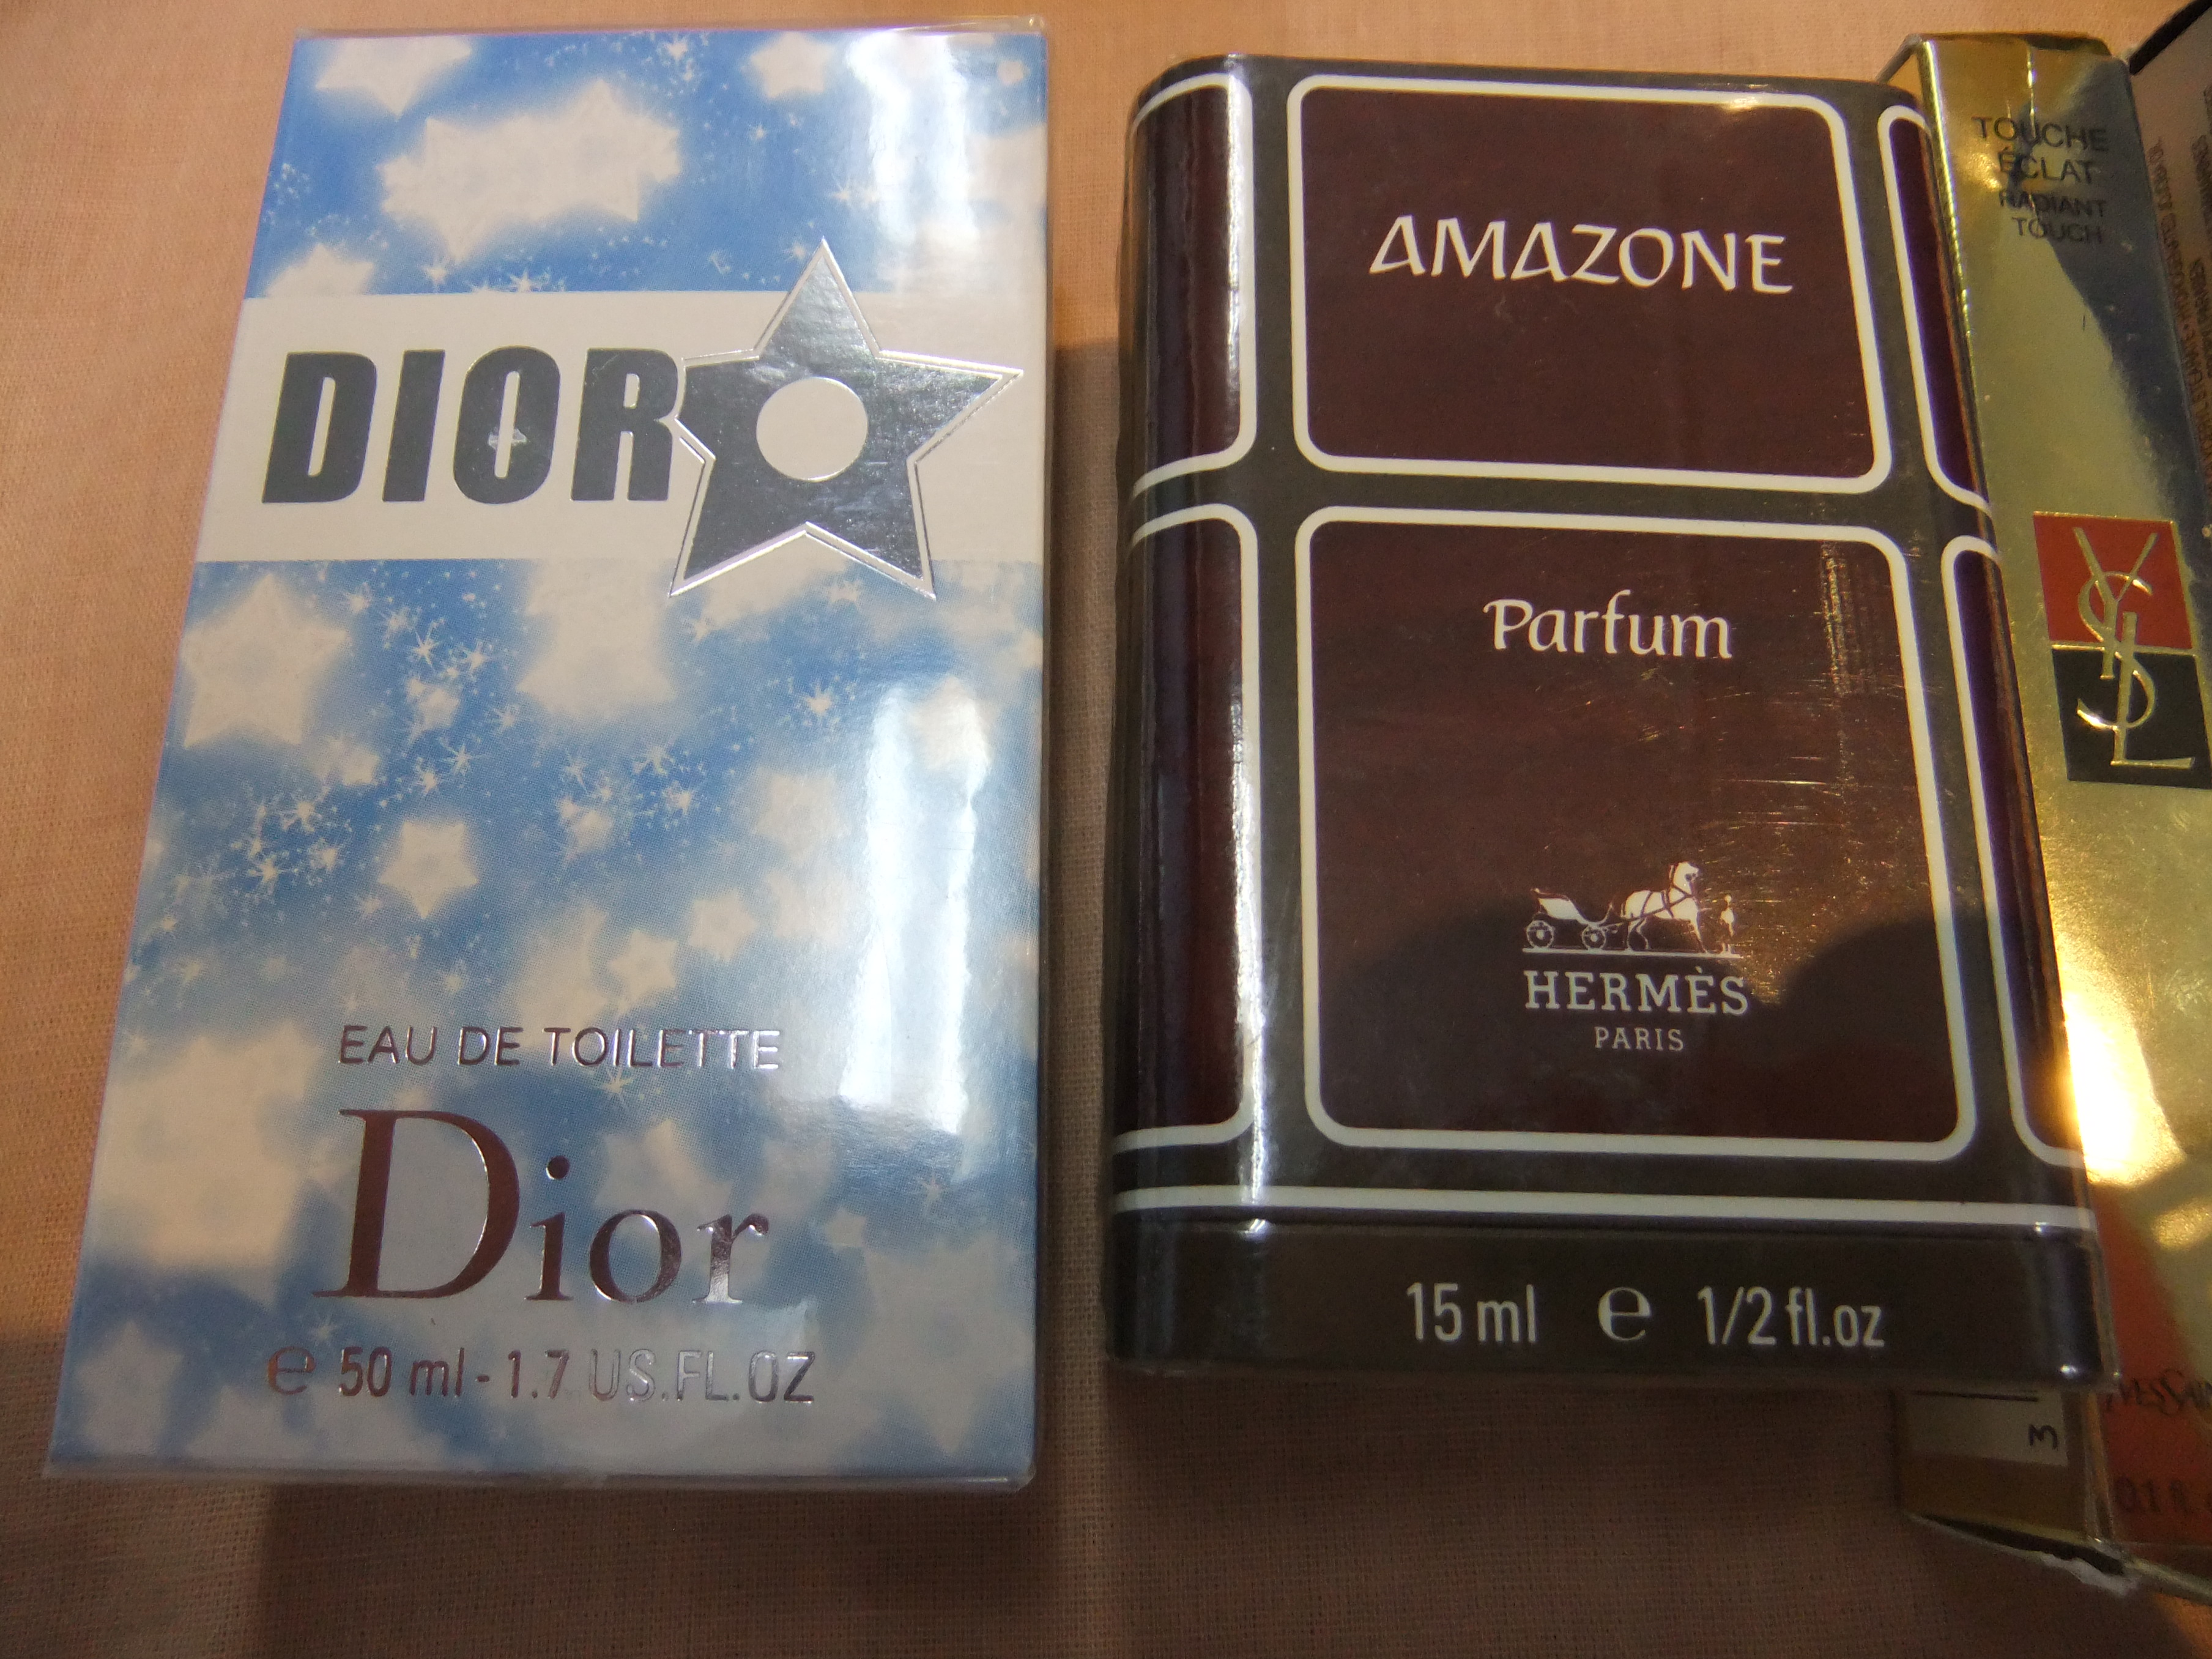 DIOR
EAU DE TOILETTE
Dior
e 50 ml - 1.7 US.FL.OZ
AMAZONE
Parfum
HERMÈS
PARIS
15 ml e 1/2 fl.oz
TOUCHE
ÉCLAT
RADIANT
TOUCH
YSL
3